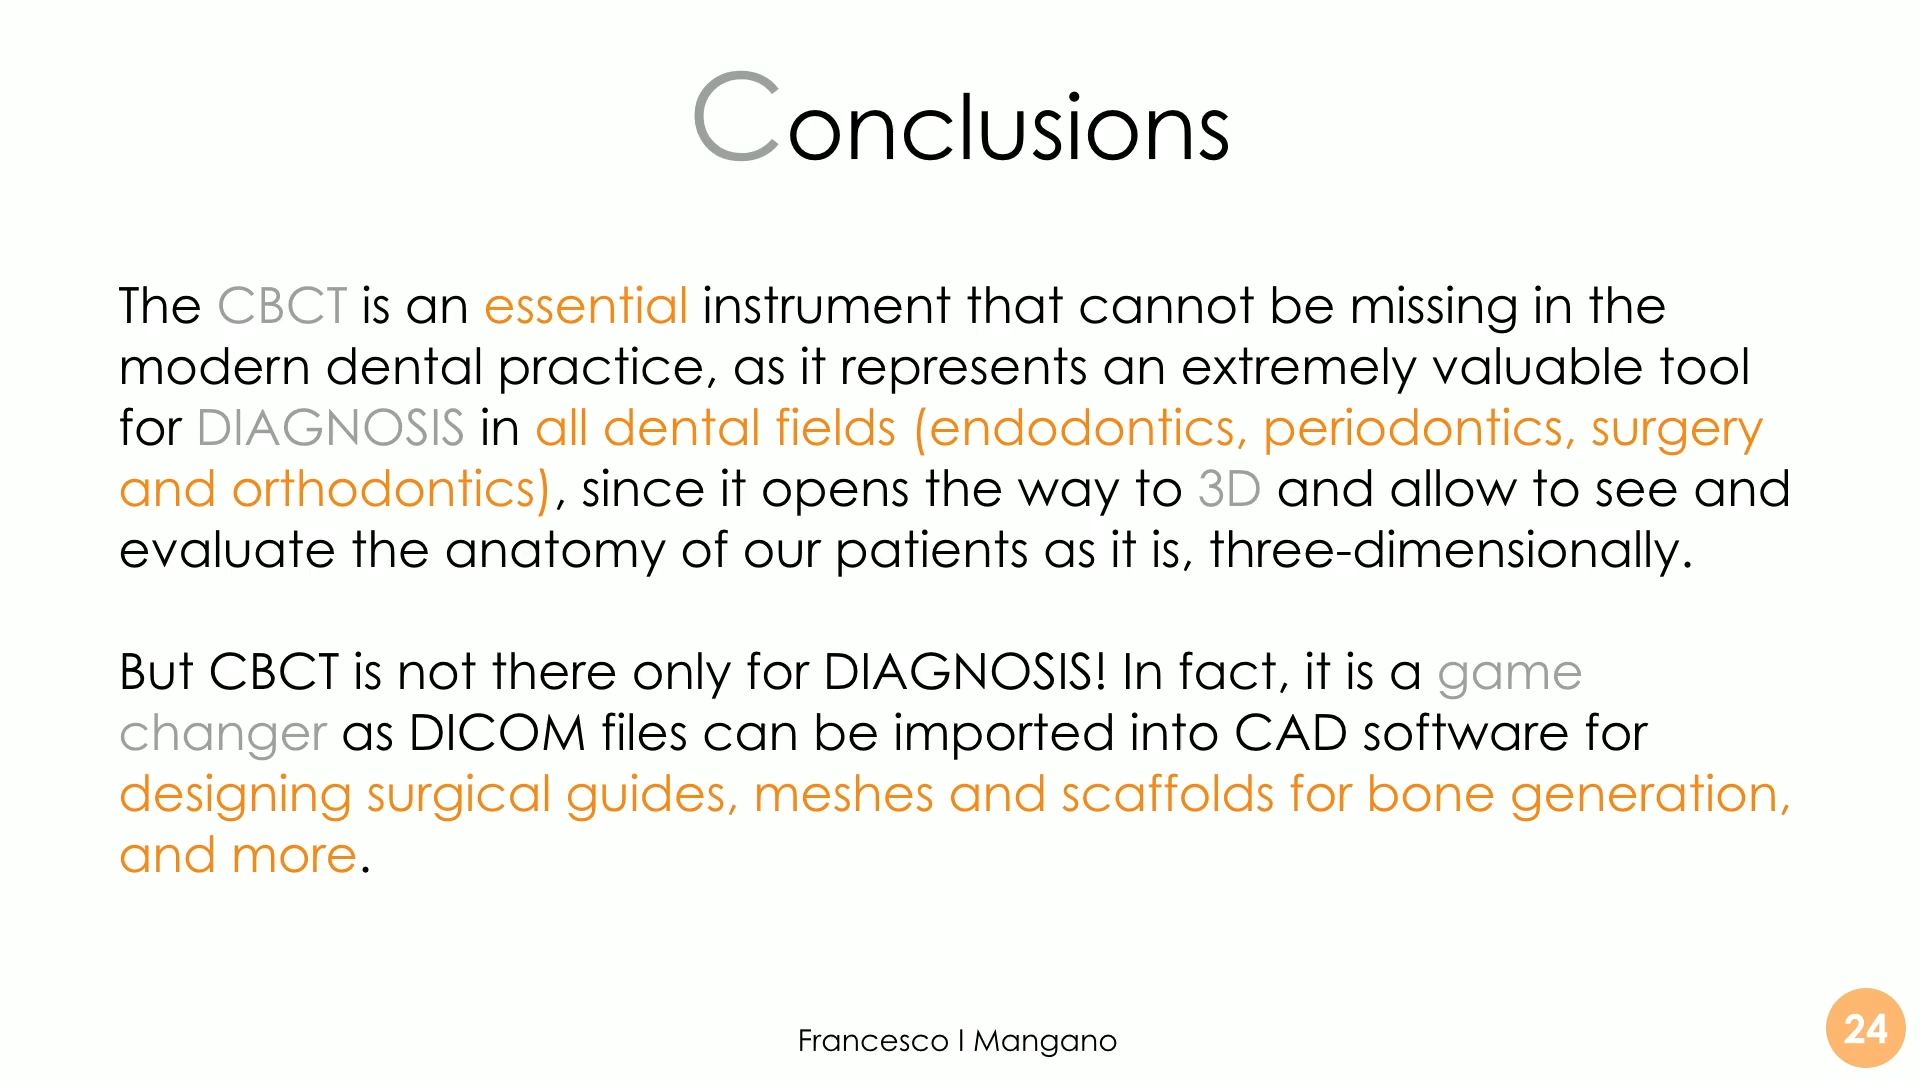 Conclusions
The CBCT is an essential instrument that cannot be missing in the
modern dental practice, as it represents an extremely valuable tool
for DIAGNOSIS in all dental fields (endodontics, periodontics, surgery
and orthodontics), since it opens the way to 3D and allow to see and
evaluate the anatomy of our patients as it is, three-dimensionally.
But CBCT is not there only for DIAGNOSIS! In fact, it is a game
changer as DICOM files can be imported into CAD software for
designing surgical guides, meshes and scaffolds for bone generation,
and more.
Francesco I Mangano
24